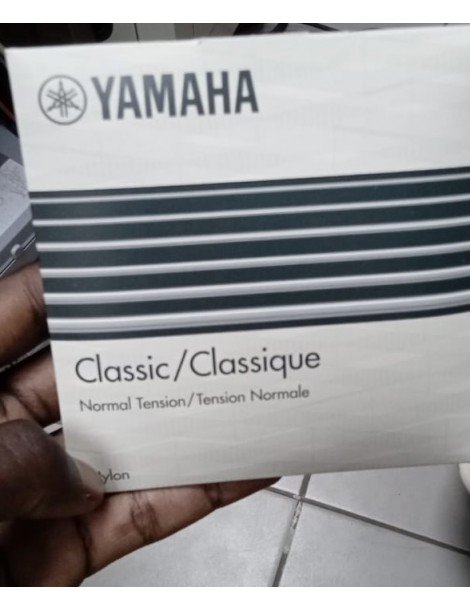 YAMAHA
Classic/Classique
Normal Tension/Tension Normale